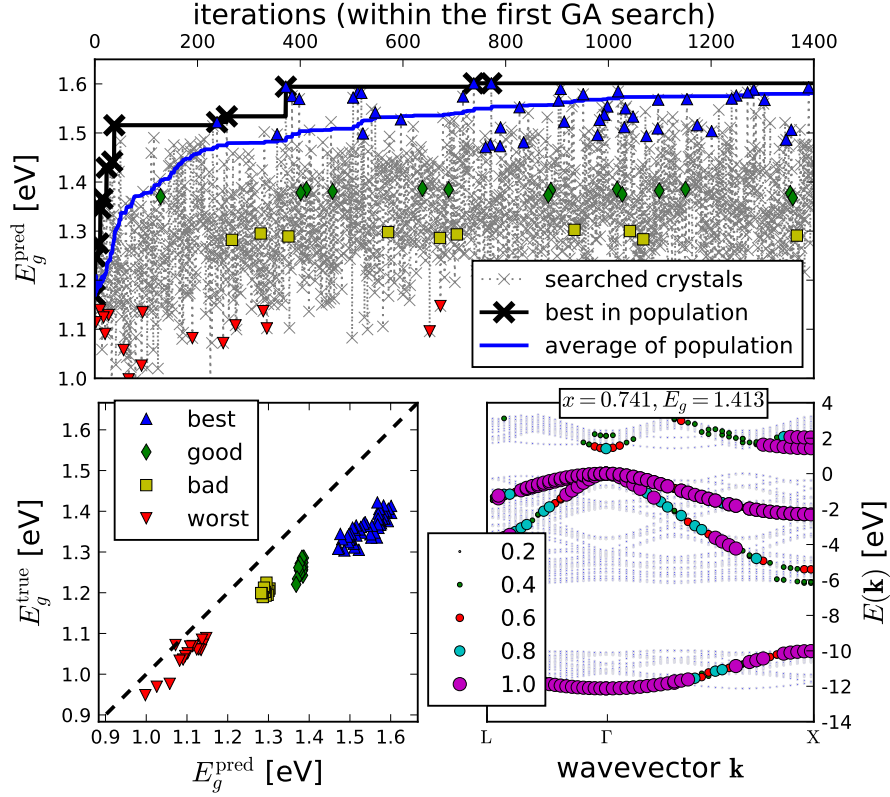 iterations (within the first GA search)
0 200 400 600 800 1000 1200 1400
1.6
1.5
1.4
1.3
1.2
1.1
1.0
E_g^pred [eV]
searched crystals
best in population
average of population
best
good
bad
worst
1.6
1.5
1.4
1.3
1.2
1.1
1.0
0.9
E_g^true [eV]
0.9 1.0 1.1 1.2 1.3 1.4 1.5 1.6
E_g^pred [eV]
x = 0.741, E_g = 1.413
4
2
0
-2
-4
-6
-8
-10
-12
-14
E(k) [eV]
0.2
0.4
0.6
0.8
1.0
L Γ X
wavevector k